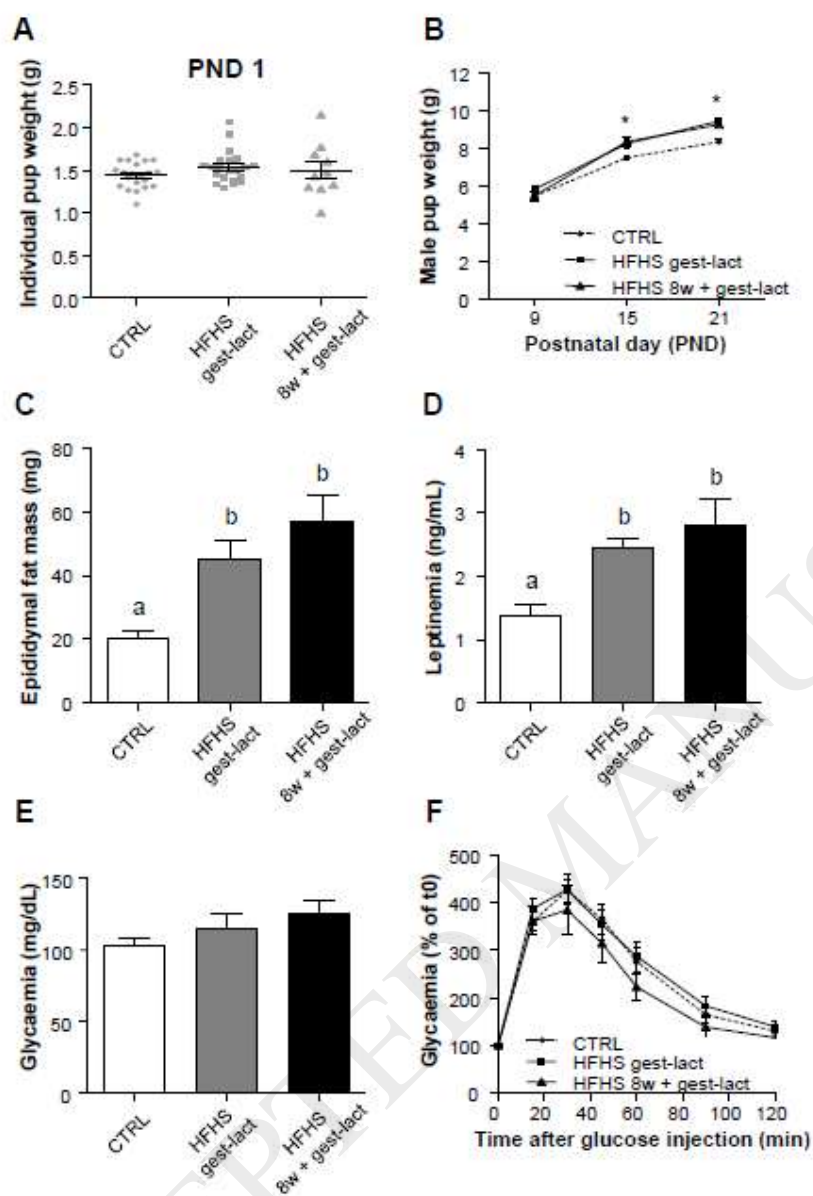 A
PND 1
Individual pup weight (g)
2.5
2.0
1.5
1.0
0.5
0.0
CTRL
HFHS
gest-lact
HFHS
8w + gest-lact
B
Male pup weight (g)
12
10
8
6
4
2
0
*
*
CTRL
HFHS gest-lact
HFHS 8w + gest-lact
9
15
21
Postnatal day (PND)
C
Epididymal fat mass (mg)
80
60
40
20
0
a
b
b
CTRL
HFHS
gest-lact
HFHS
8w + gest-lact
D
Leptinemia (ng/mL)
4
3
2
1
0
a
b
b
CTRL
HFHS
gest-lact
HFHS
8w + gest-lact
E
Glycaemia (mg/dL)
150
100
50
0
CTRL
HFHS
gest-lact
HFHS
8w + gest-lact
F
Glycaemia (% of t0)
500
400
300
200
100
0
CTRL
HFHS gest-lact
HFHS 8w + gest-lact
0
20
40
60
80
100
120
Time after glucose injection (min)
PTED MANUS